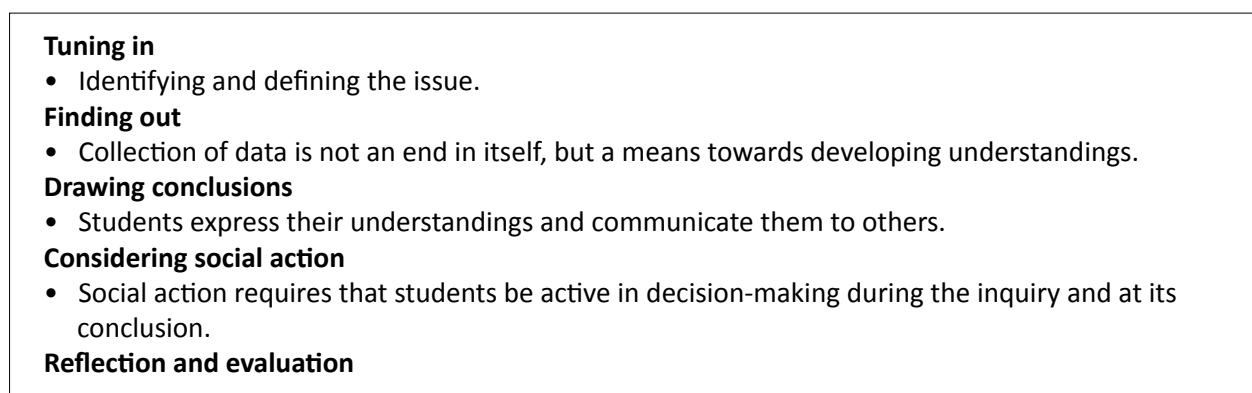 Tuning in
• Identifying and defining the issue.
Finding out
• Collection of data is not an end in itself, but a means towards developing understandings.
Drawing conclusions
• Students express their understandings and communicate them to others.
Considering social action
• Social action requires that students be active in decision-making during the inquiry and at its
conclusion.
Reflection and evaluation